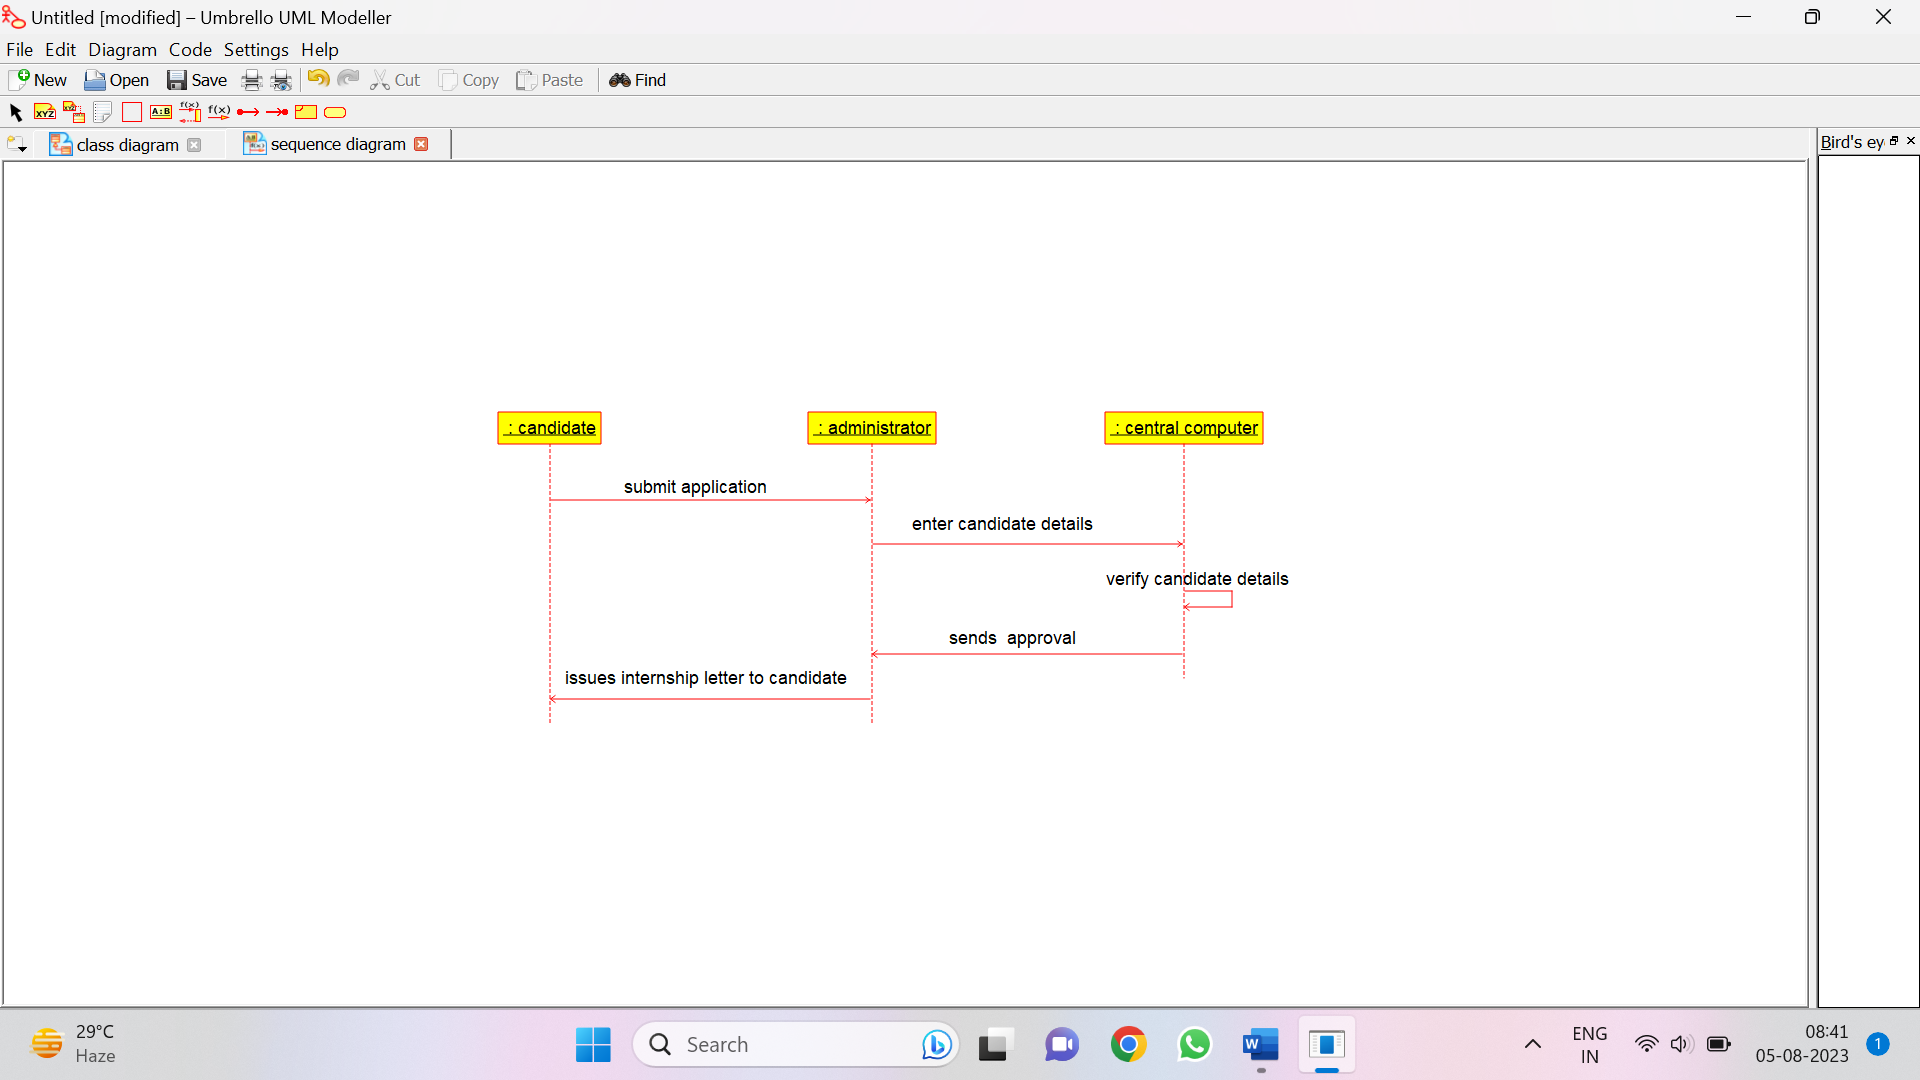 Untitled [modified] – Umbrello UML Modeller
File Edit Diagram Code Settings Help
New Open Save Cut Copy Paste Find
XYZ XYZ A:B f(x) f(x)
class diagram sequence diagram Bird's ey
: candidate : administrator : central computer
submit application
enter candidate details
verify candidate details
sends  approval
issues internship letter to candidate
29°C
Haze
Search
W
ENG
IN
08:41
05-08-2023
1